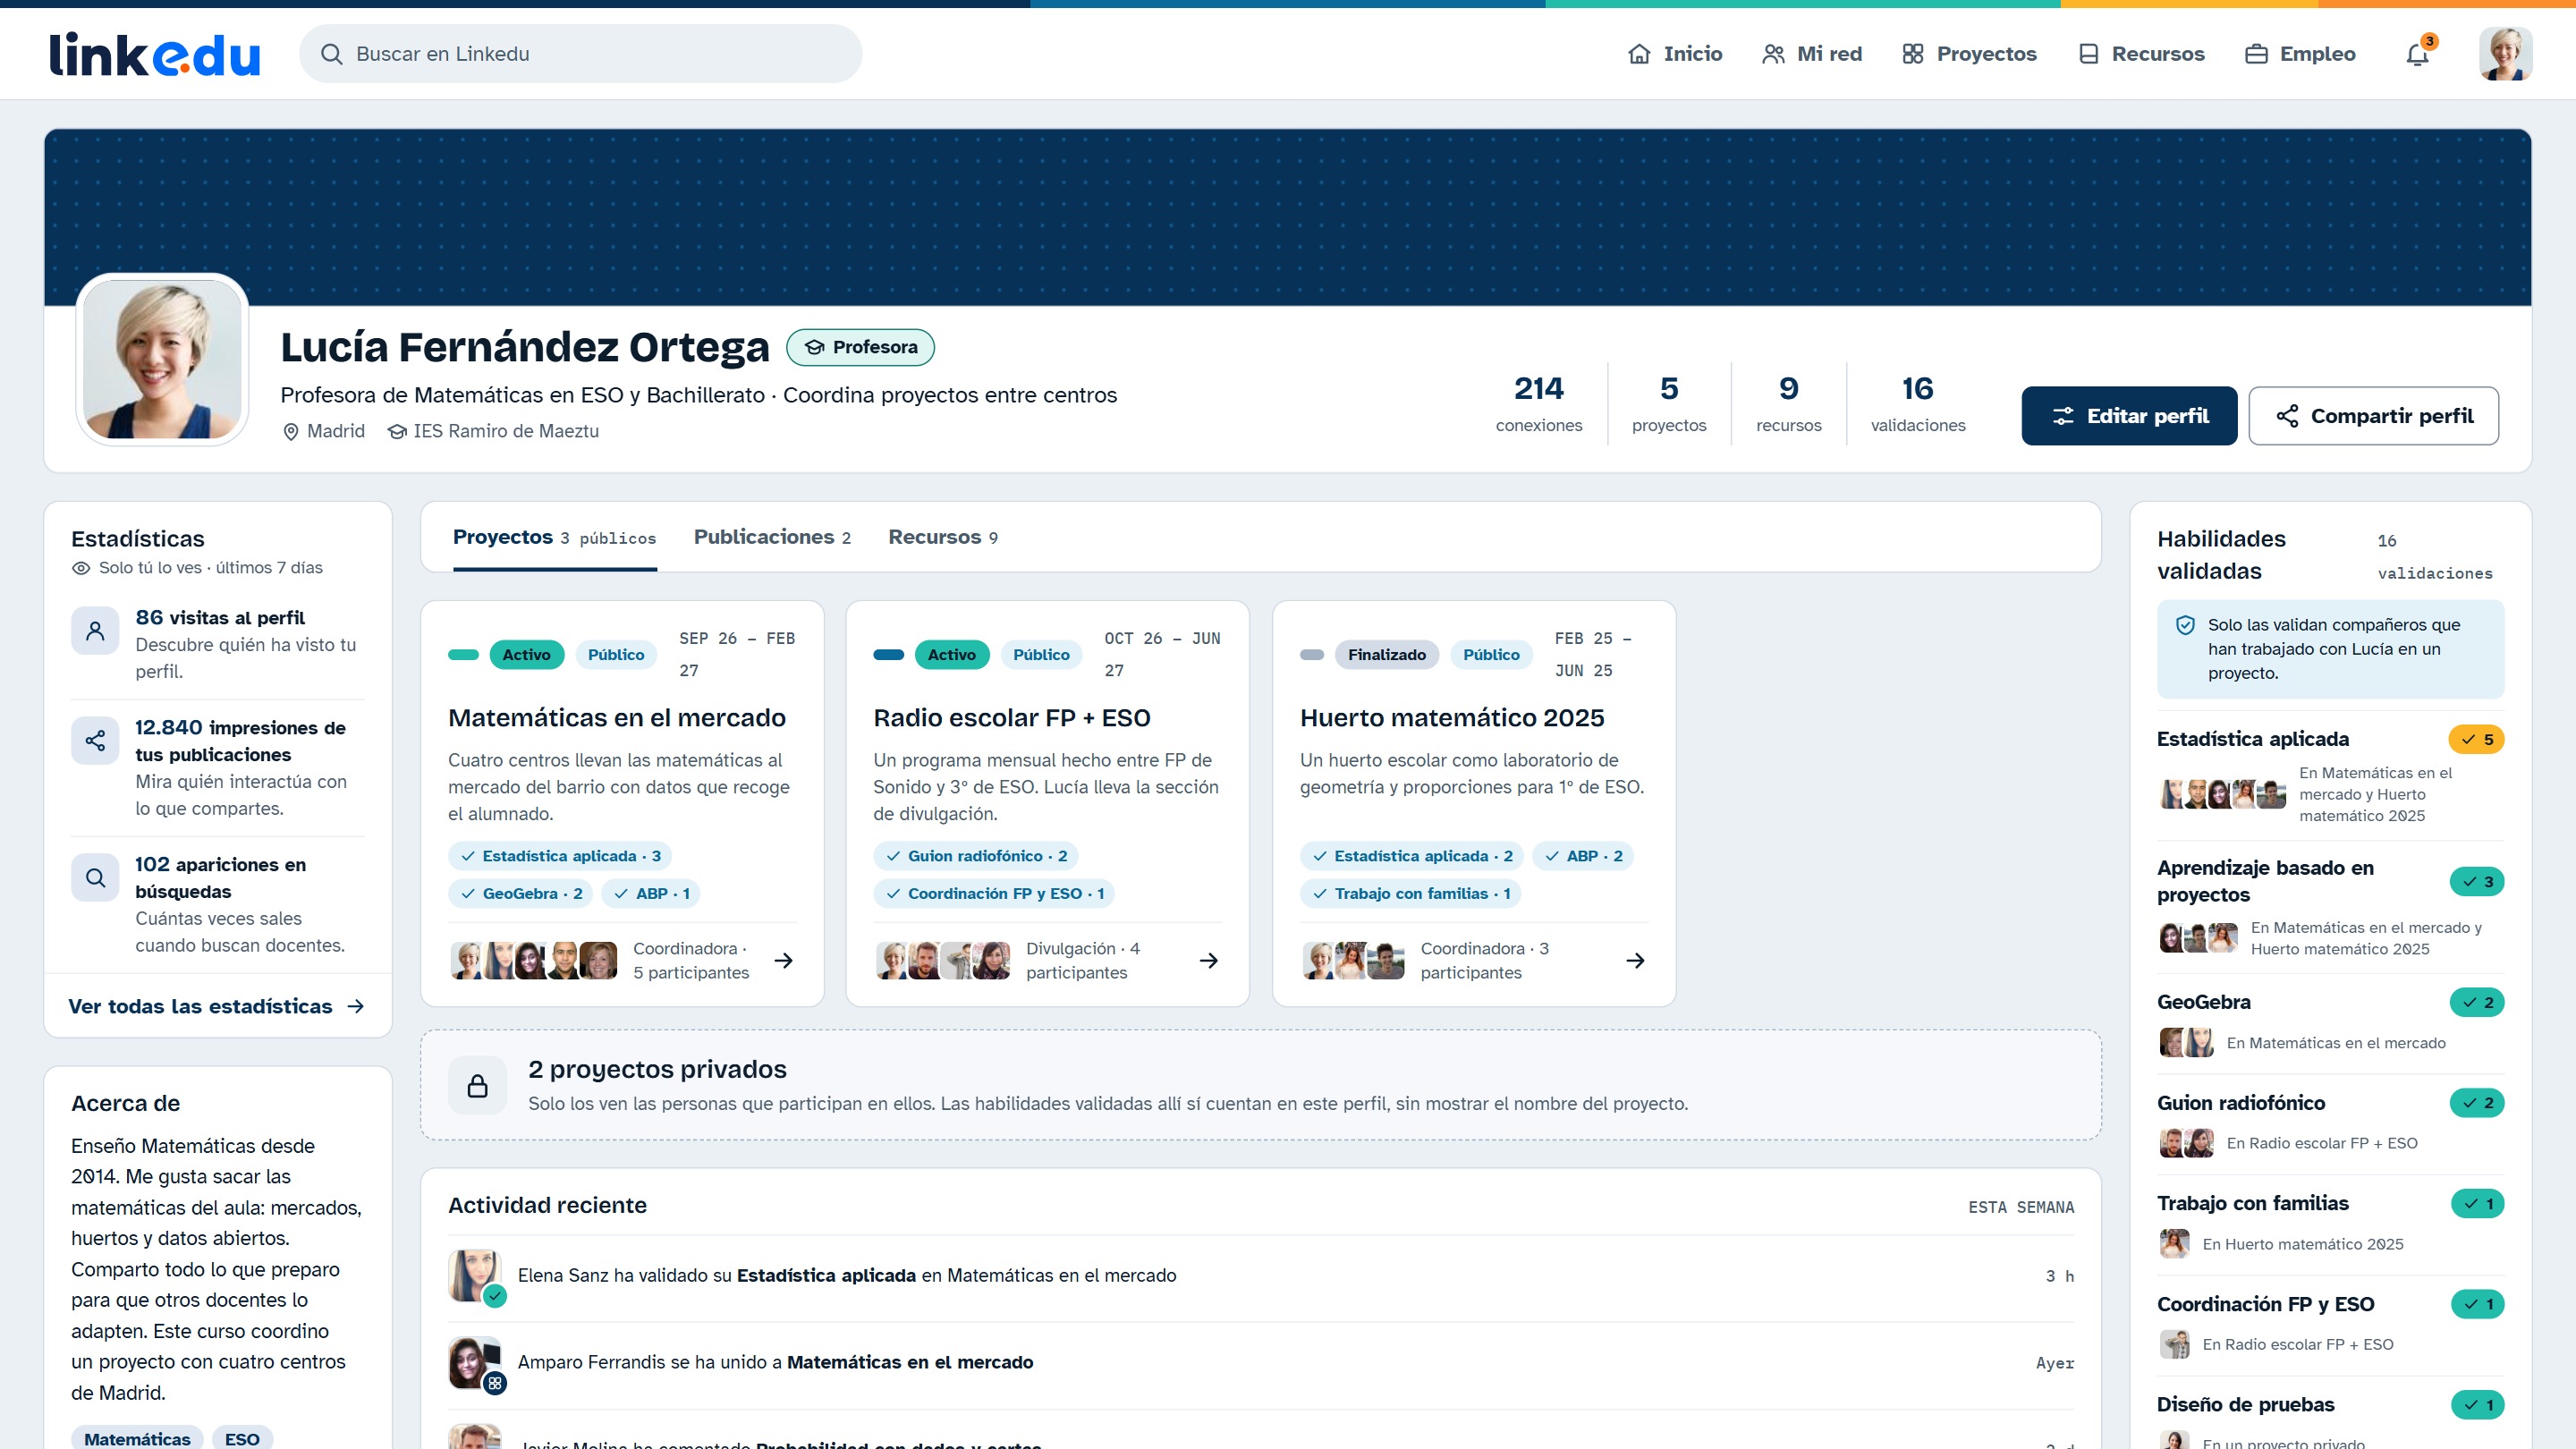 linkedu
Buscar en Linkedu
Inicio
Mi red
Proyectos
Recursos
Empleo
3
Lucía Fernández Ortega
Profesora
Profesora de Matemáticas en ESO y Bachillerato · Coordina proyectos entre centros
Madrid
IES Ramiro de Maeztu
214
conexiones
5
proyectos
9
recursos
16
validaciones
Editar perfil
Compartir perfil
Estadísticas
Solo tú lo ves · últimos 7 días
86 visitas al perfil
Descubre quién ha visto tu
perfil.
12.840 impresiones de
tus publicaciones
Mira quién interactúa con
lo que compartes.
102 apariciones en
búsquedas
Cuántas veces sales
cuando buscan docentes.
Ver todas las estadísticas
Acerca de
Enseño Matemáticas desde
2014. Me gusta sacar las
matemáticas del aula: mercados,
huertos y datos abiertos.
Comparto todo lo que preparo
para que otros docentes lo
adapten. Este curso coordino
un proyecto con cuatro centros
de Madrid.
Matemáticas
ESO
Proyectos 3 públicos
Publicaciones 2
Recursos 9
Activo
Público
SEP 26 – FEB
27
Matemáticas en el mercado
Cuatro centros llevan las matemáticas al
mercado del barrio con datos que recoge
el alumnado.
Estadística aplicada · 3
GeoGebra · 2
ABP · 1
Coordinadora ·
5 participantes
Activo
Público
OCT 26 – JUN
27
Radio escolar FP + ESO
Un programa mensual hecho entre FP de
Sonido y 3º de ESO. Lucía lleva la sección
de divulgación.
Guion radiofónico · 2
Coordinación FP y ESO · 1
Divulgación · 4
participantes
Finalizado
Público
FEB 25 –
JUN 25
Huerto matemático 2025
Un huerto escolar como laboratorio de
geometría y proporciones para 1º de ESO.
Estadística aplicada · 2
ABP · 2
Trabajo con familias · 1
Coordinadora · 3
participantes
2 proyectos privados
Solo los ven las personas que participan en ellos. Las habilidades validadas allí sí cuentan en este perfil, sin mostrar el nombre del proyecto.
Actividad reciente
ESTA SEMANA
Elena Sanz ha validado su Estadística aplicada en Matemáticas en el mercado
3 h
Amparo Ferrandis se ha unido a Matemáticas en el mercado
Ayer
Javier Molina ha comentado Probabilidad con dados y cartas
Habilidades
validadas
16
validaciones
Solo las validan compañeros que
han trabajado con Lucía en un
proyecto.
Estadística aplicada
5
En Matemáticas en el
mercado y Huerto
matemático 2025
Aprendizaje basado en
proyectos
3
En Matemáticas en el mercado y
Huerto matemático 2025
GeoGebra
2
En Matemáticas en el mercado
Guion radiofónico
2
En Radio escolar FP + ESO
Trabajo con familias
1
En Huerto matemático 2025
Coordinación FP y ESO
1
En Radio escolar FP + ESO
Diseño de pruebas
1
En un proyecto privado